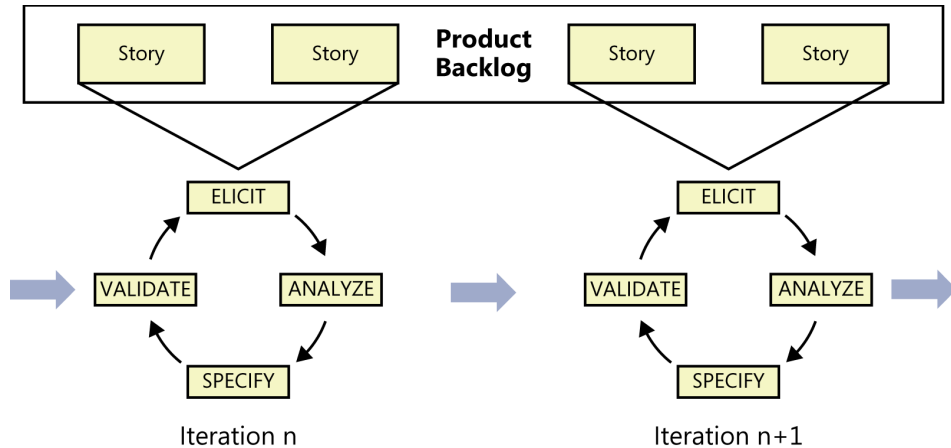 Story
Story
Product
Backlog
Story
Story
ELICIT
ELICIT
VALIDATE
ANALYZE
VALIDATE
ANALYZE
SPECIFY
SPECIFY
Iteration n
Iteration n+1